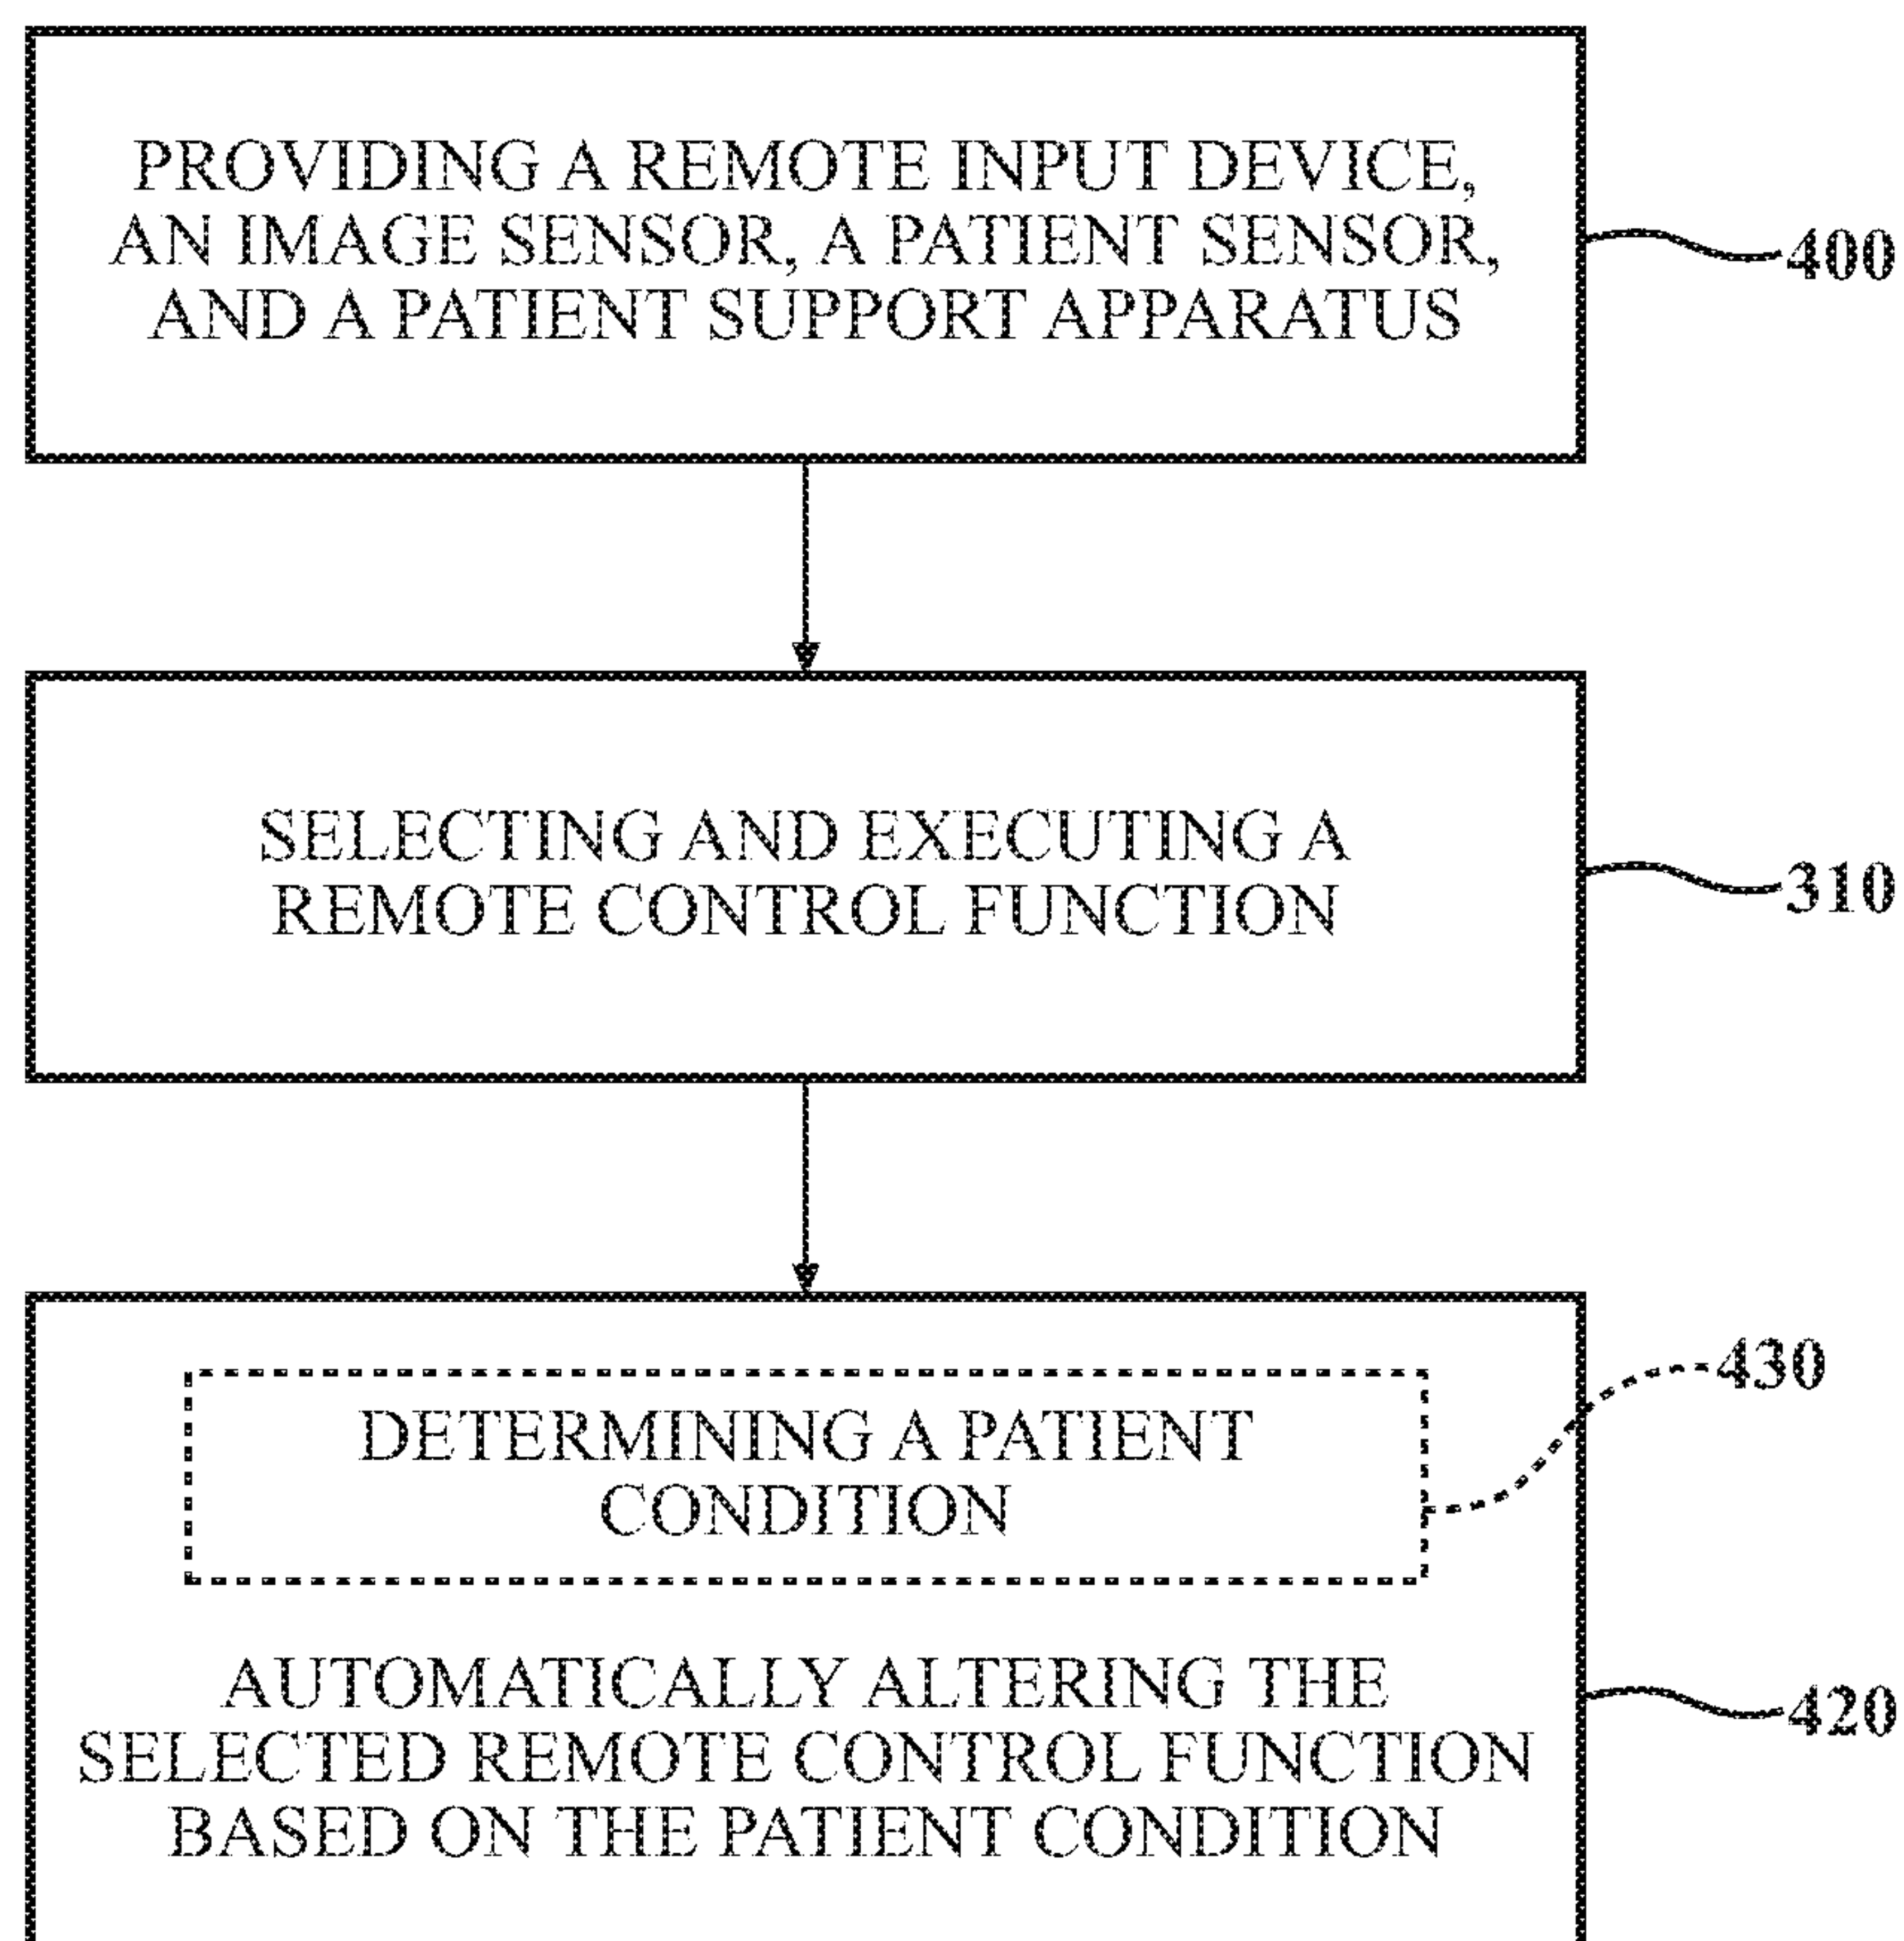 PROVIDING A REMOTE INPUT DEVICE,
AN IMAGE SENSOR, A PATIENT SENSOR,
AND A PATIENT SUPPORT APPARATUS
400
SELECTING AND EXECUTING A
REMOTE CONTROL FUNCTION
310
430
DETERMINING A PATIENT
CONDITION
AUTOMATICALLY ALTERING THE
420
SELECTED REMOTE CONTROL FUNCTION
BASED ON THE PATIENT CONDITION